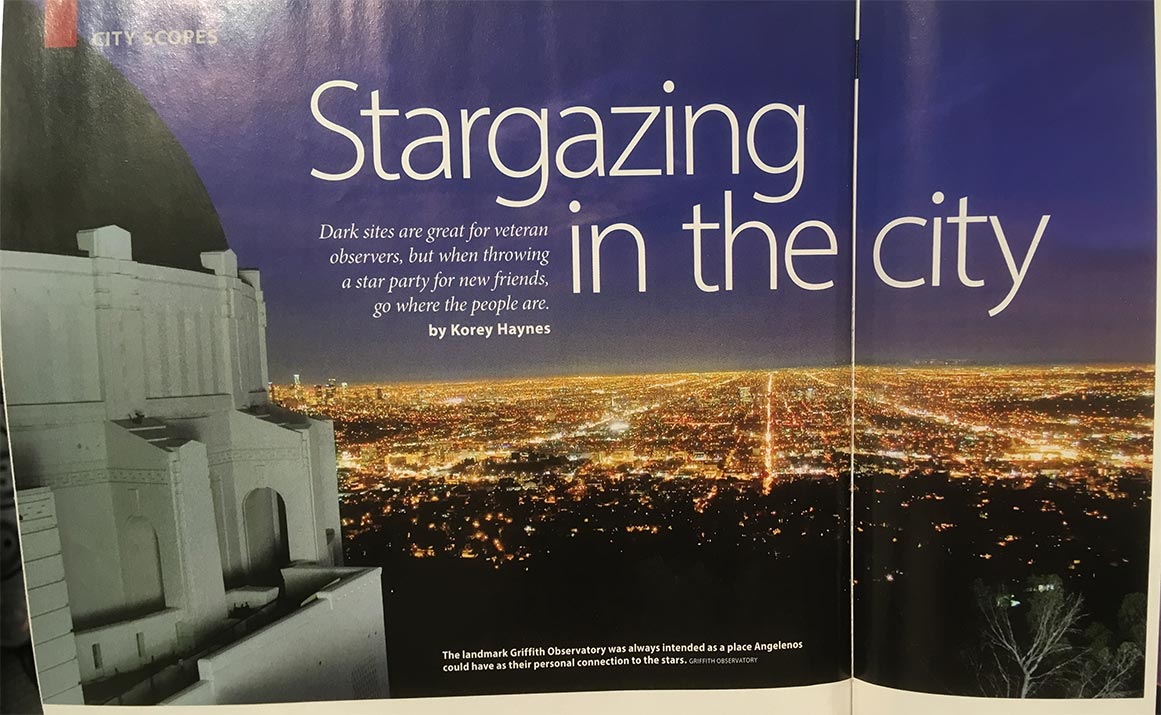 CITY SCOPES
Stargazing
in the city
Dark sites are great for veteran
observers, but when throwing
a star party for new friends,
go where the people are.
by Korey Haynes
The landmark Griffith Observatory was always intended as a place Angelenos
could have as their personal connection to the stars. GRIFFITH OBSERVATORY